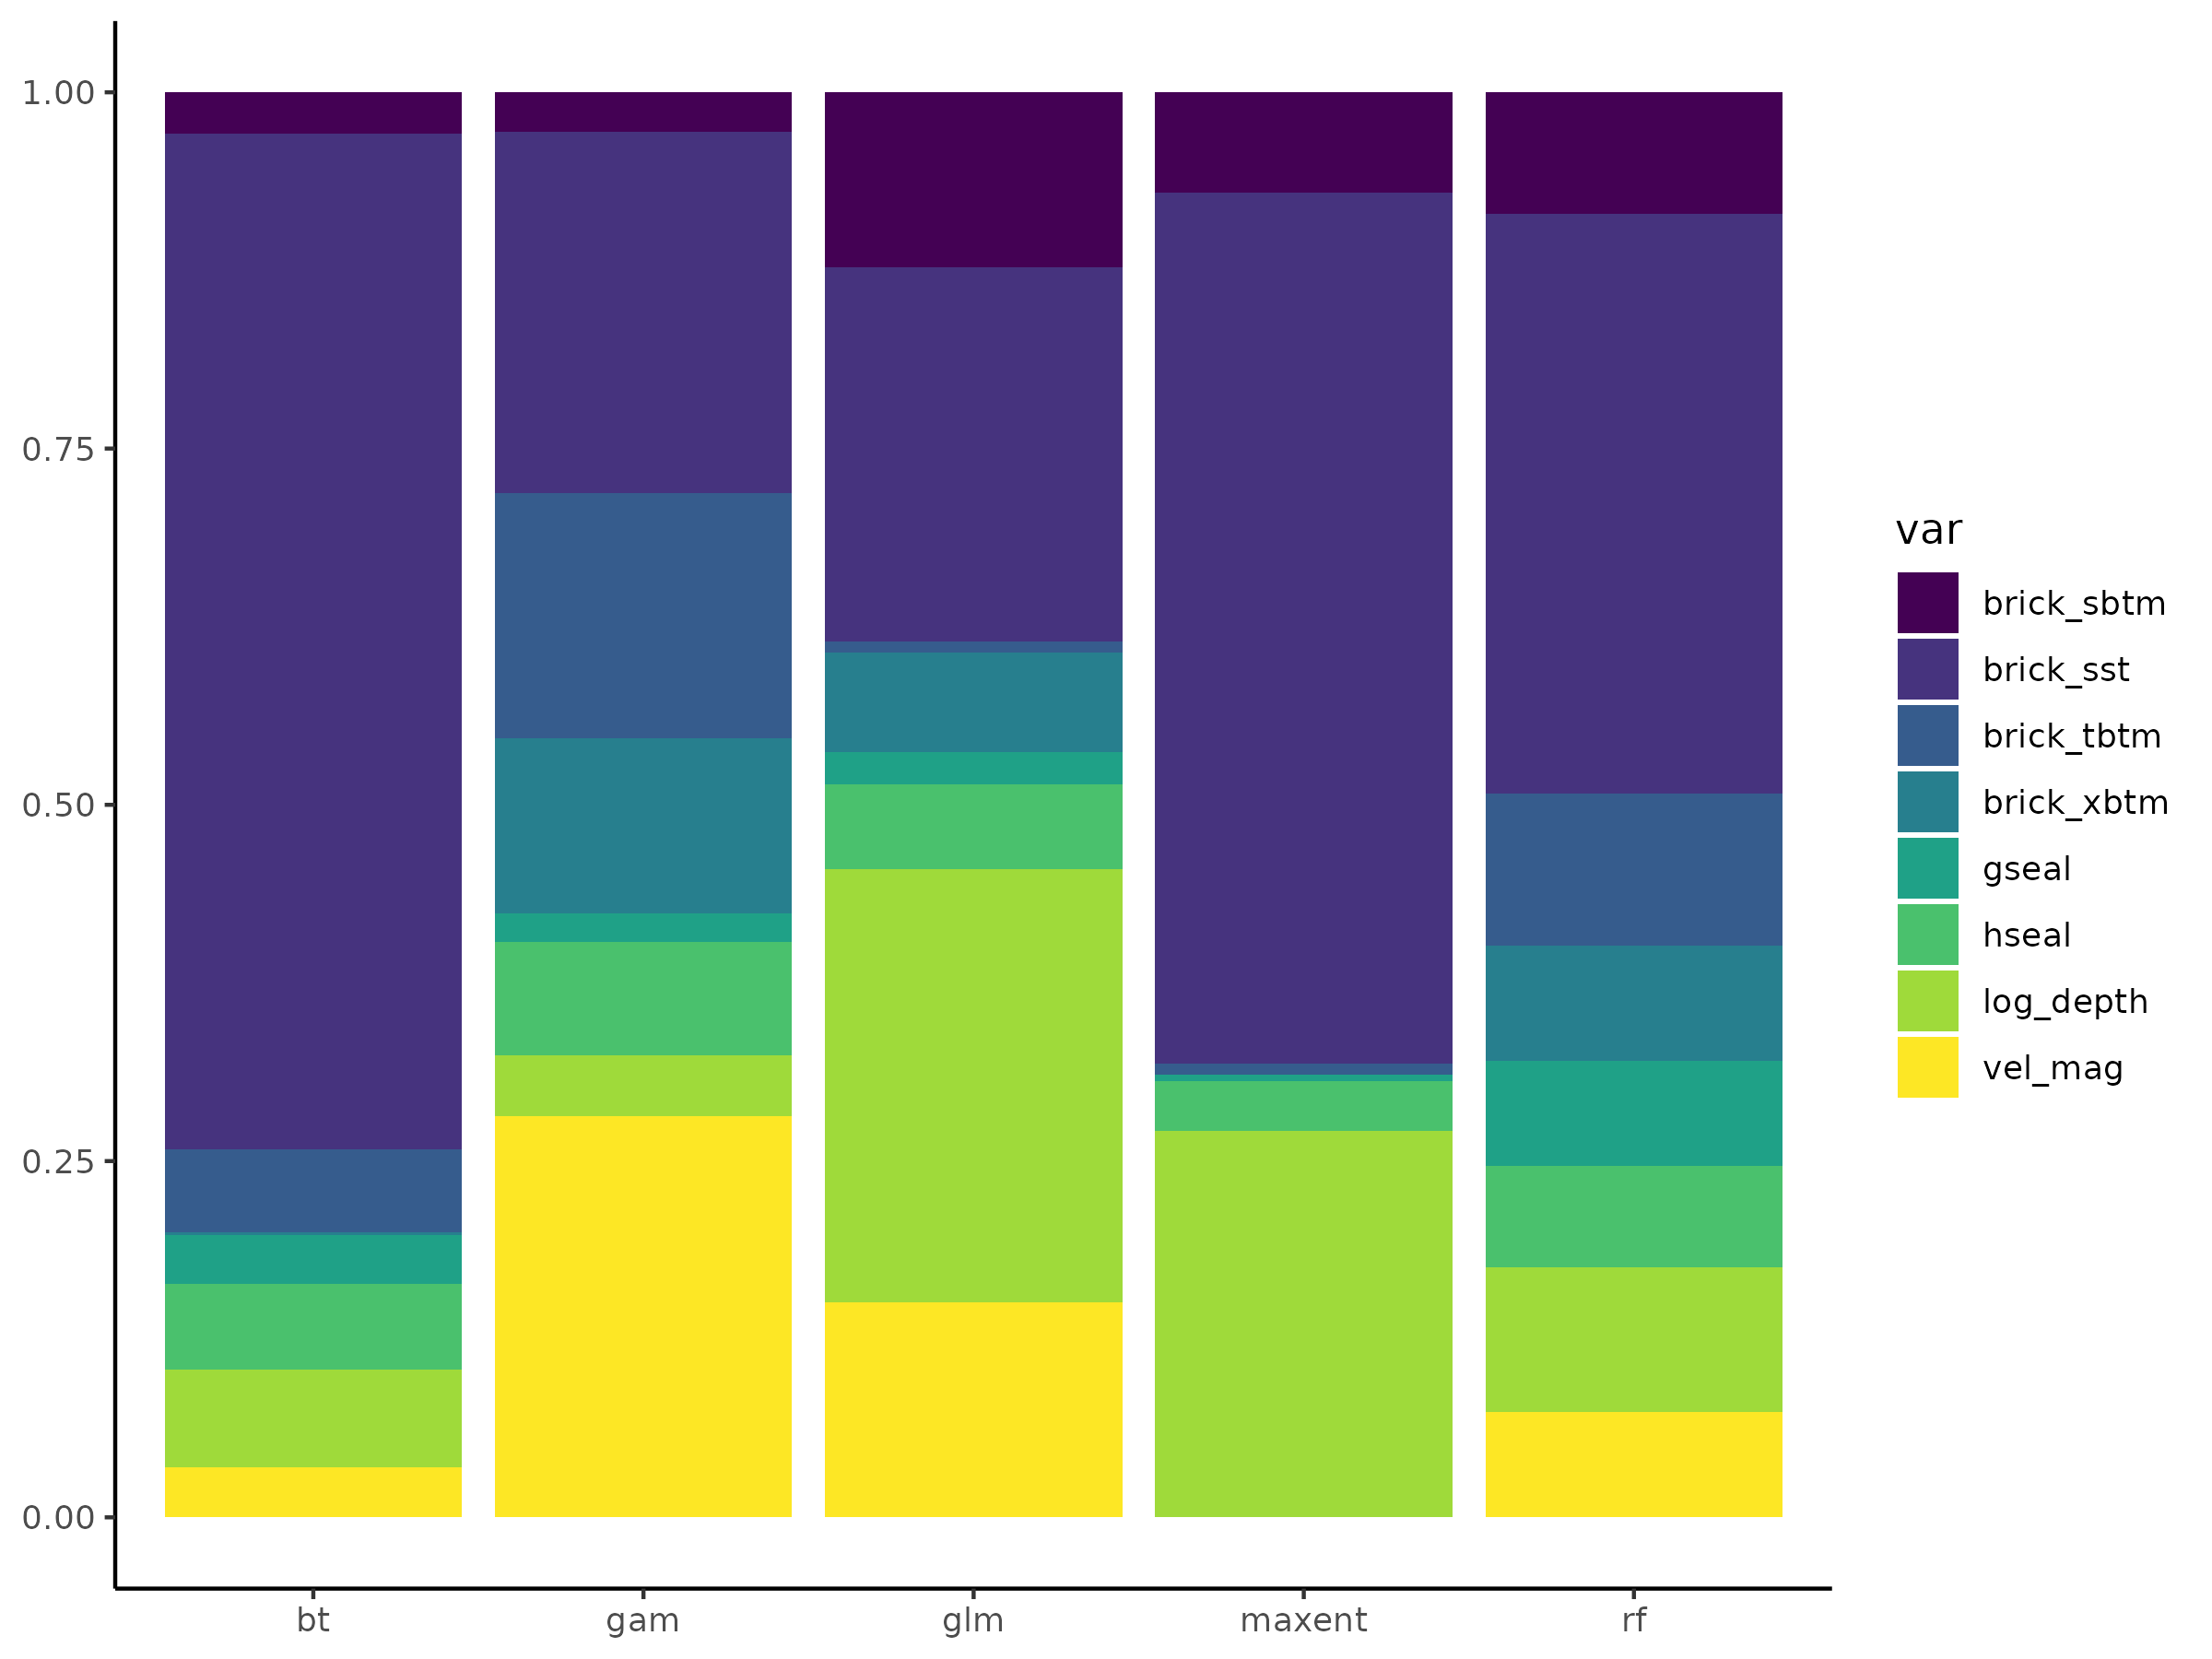 1.00
0.75
0.50
0.25
0.00
bt
gam
glm
maxent
rf
var
brick_sbtm
brick_sst
brick_tbtm
brick_xbtm
gseal
hseal
log_depth
vel_mag